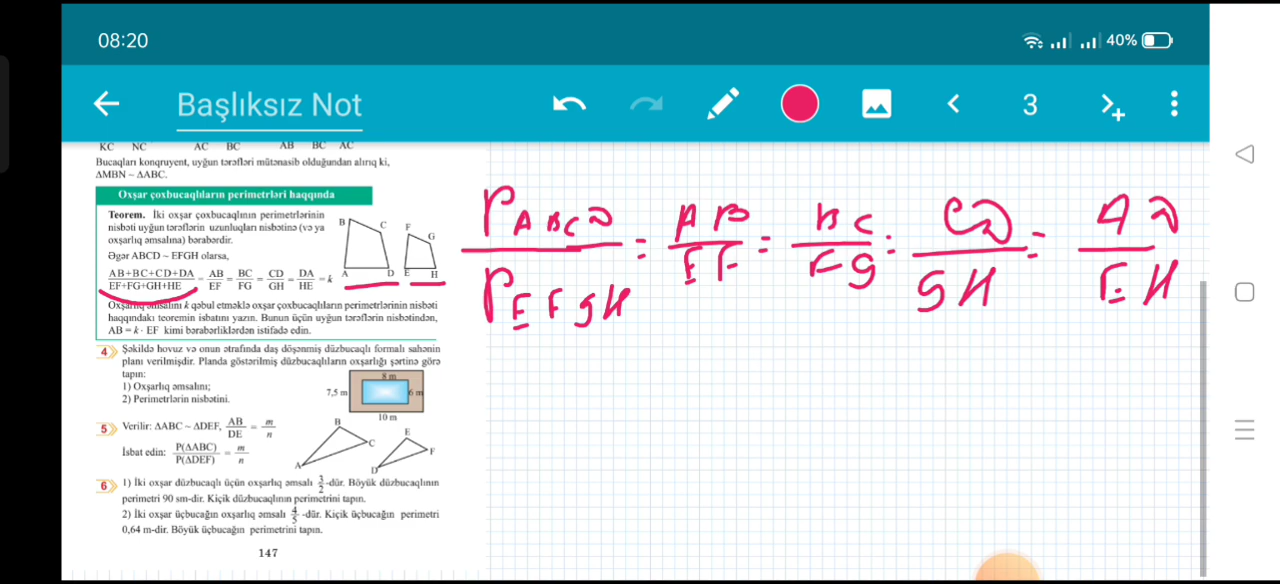 08:20
40%
Başlıksız Not
3
KC NC AC BC AB BC AC
Bucaqları konqruyent, uyğun tərəfləri mütənasib olduğundan alırıq ki,
ΔMBN ~ ΔABC.
Oxşar çoxbucaqlıların perimetrləri haqqında
Teorem. İki oxşar çoxbucaqlının perimetrlərinin
nisbəti uyğun tərəflərin uzunluqları nisbətinə (və ya
oxşarlıq əmsalına) bərabərdir.
Əgər ABCD ~ EFGH olarsa,
AB+BC+CD+DA/EF+FG+GH+HE = AB/EF = BC/FG = CD/GH = DA/HE = k
B C A D
F G E H
Oxşarlıq əmsalını k qəbul etməklə oxşar çoxbucaqlıların perimetrlərinin nisbəti
haqqındakı teoremin isbatını yazın. Bunun üçün uyğun tərəflərin nisbətindən,
AB = k · EF kimi bərabərliklərdən istifadə edin.
4 Şəkildə hovuz və onun ətrafında daş döşənmiş düzbucaqlı formalı sahənin
planı verilmişdir. Planda göstərilmiş düzbucaqlıların oxşarlığı şərtinə görə
tapın:
1) Oxşarlıq əmsalını;
2) Perimetrlərin nisbətini.
8 m
7,5 m
6 m
10 m
5 Verilir: ΔABC ~ ΔDEF, AB/DE = m/n
İsbat edin: P(ΔABC)/P(ΔDEF) = m/n
B C A
E F D
6 1) İki oxşar düzbucaqlı üçün oxşarlıq əmsalı 3/2-dür. Böyük düzbucaqlının
perimetri 90 sm-dir. Kiçik düzbucaqlının perimetrini tapın.
2) İki oxşar üçbucağın oxşarlıq əmsalı 4/5-dür. Kiçik üçbucağın perimetri
0,64 m-dir. Böyük üçbucağın perimetrini tapın.
147
PABCD/PEFGH = AB/EF = BC/FG = CD/GH = AD/EH